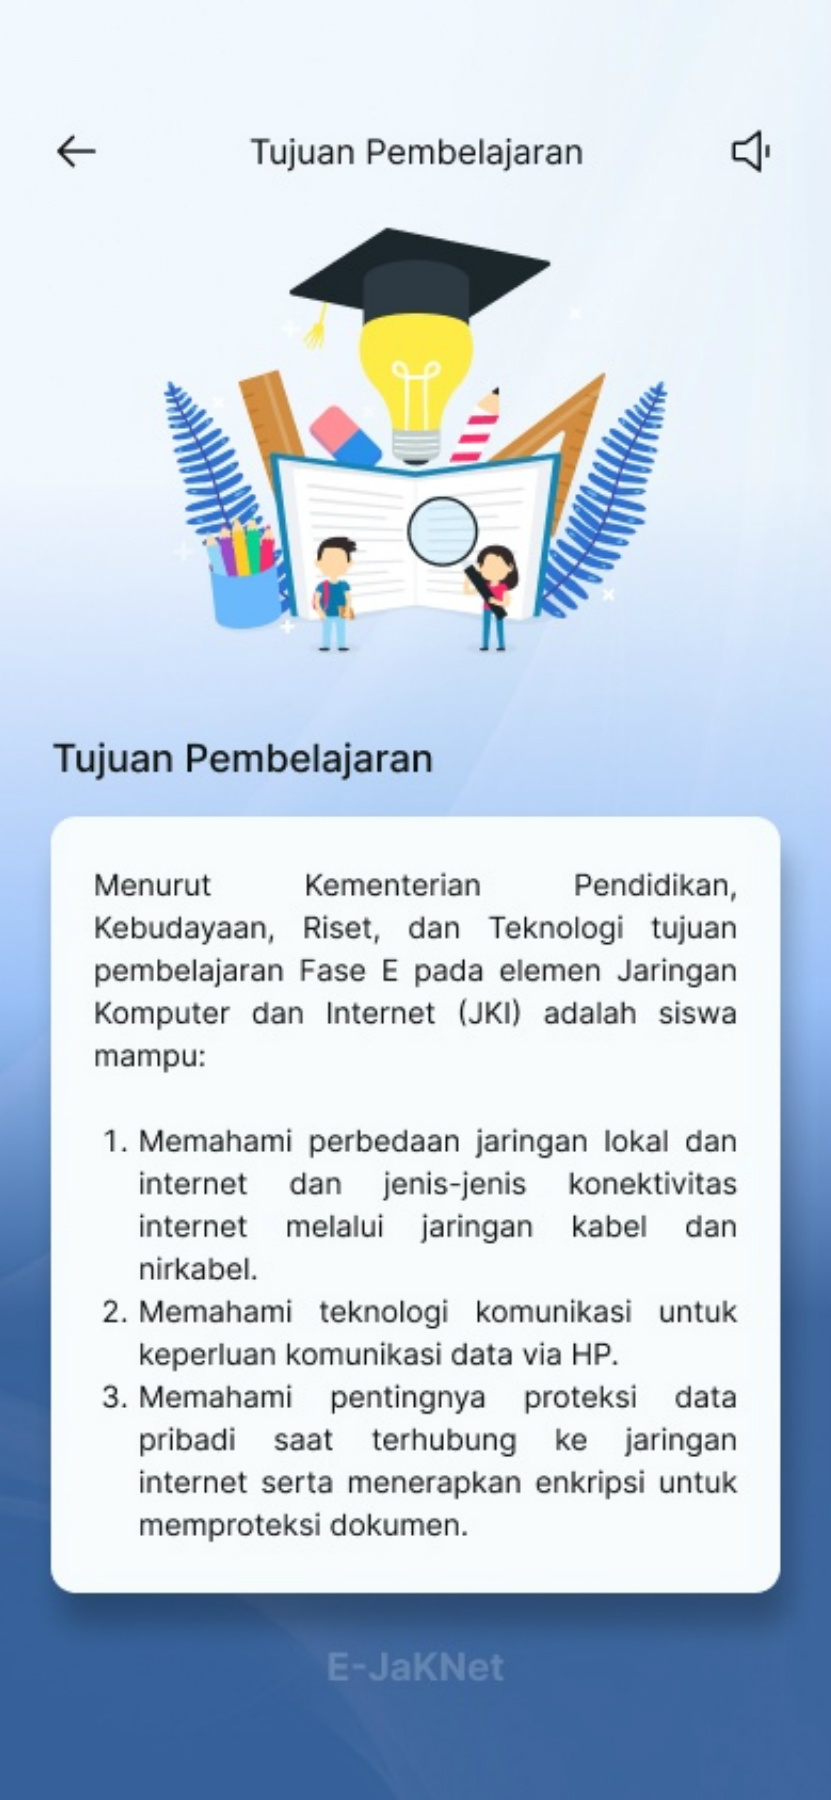 Tujuan Pembelajaran
Tujuan Pembelajaran
Menurut Kementerian Pendidikan,
Kebudayaan, Riset, dan Teknologi tujuan
pembelajaran Fase E pada elemen Jaringan
Komputer dan Internet (JKI) adalah siswa
mampu:
1. Memahami perbedaan jaringan lokal dan
internet dan jenis-jenis konektivitas
internet melalui jaringan kabel dan
nirkabel.
2. Memahami teknologi komunikasi untuk
keperluan komunikasi data via HP.
3. Memahami pentingnya proteksi data
pribadi saat terhubung ke jaringan
internet serta menerapkan enkripsi untuk
memproteksi dokumen.
E-JaKNet